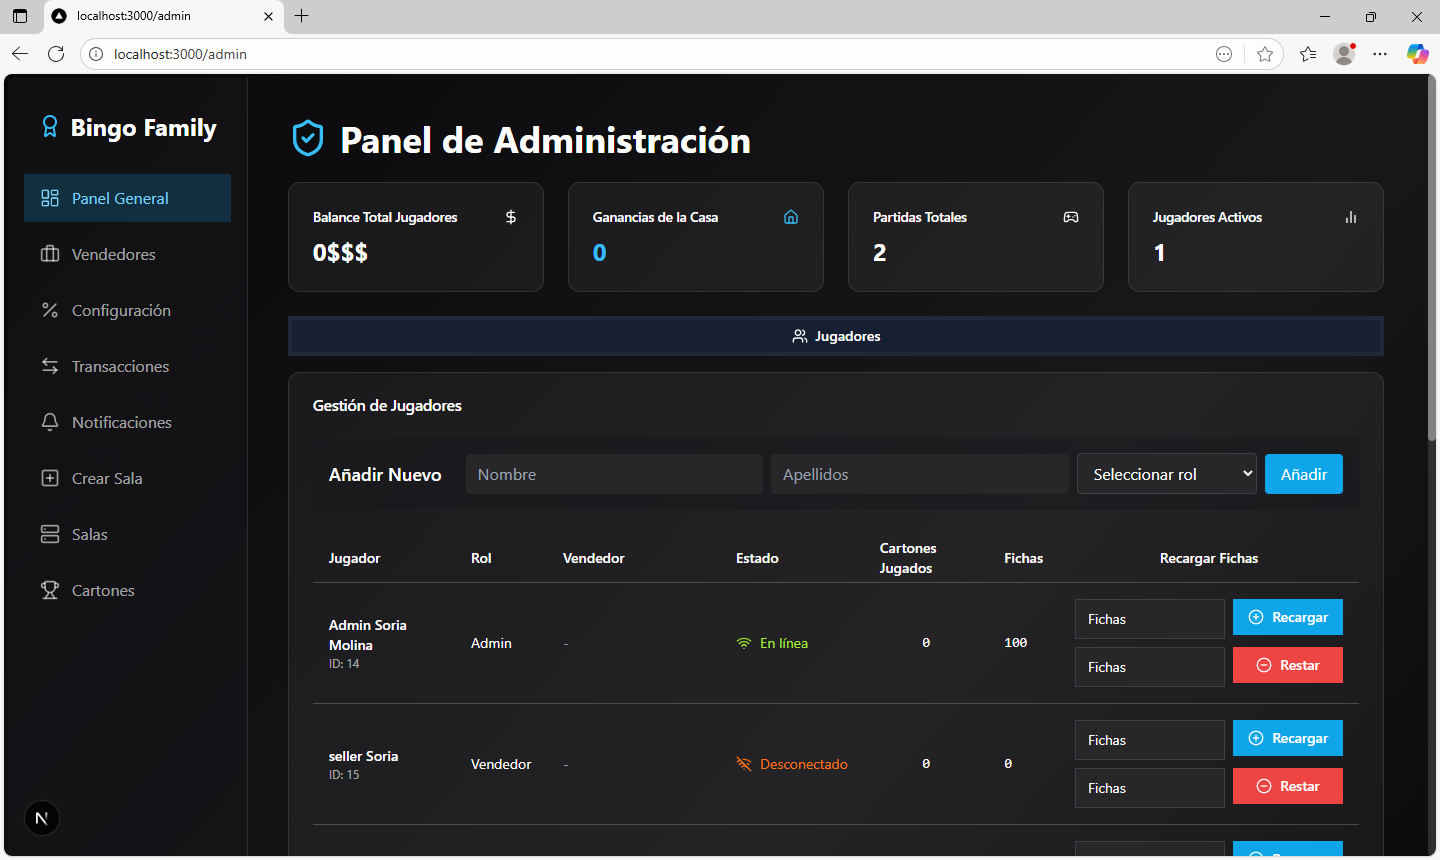 localhost:3000/admin
localhost:3000/admin
Bingo Family
Panel General
Vendedores
Configuración
Transacciones
Notificaciones
Crear Sala
Salas
Cartones
N
Panel de Administración
Balance Total Jugadores
0$$$
Ganancias de la Casa
0
Partidas Totales
2
Jugadores Activos
1
Jugadores
Gestión de Jugadores
Añadir Nuevo Nombre Apellidos Seleccionar rol Añadir
Jugador Rol Vendedor Estado Cartones Jugados Fichas Recargar Fichas
Admin Soria
Molina
ID: 14
Admin - En línea 0 100
Fichas Recargar
Fichas Restar
seller Soria
ID: 15
Vendedor - Desconectado 0 0
Fichas Recargar
Fichas Restar